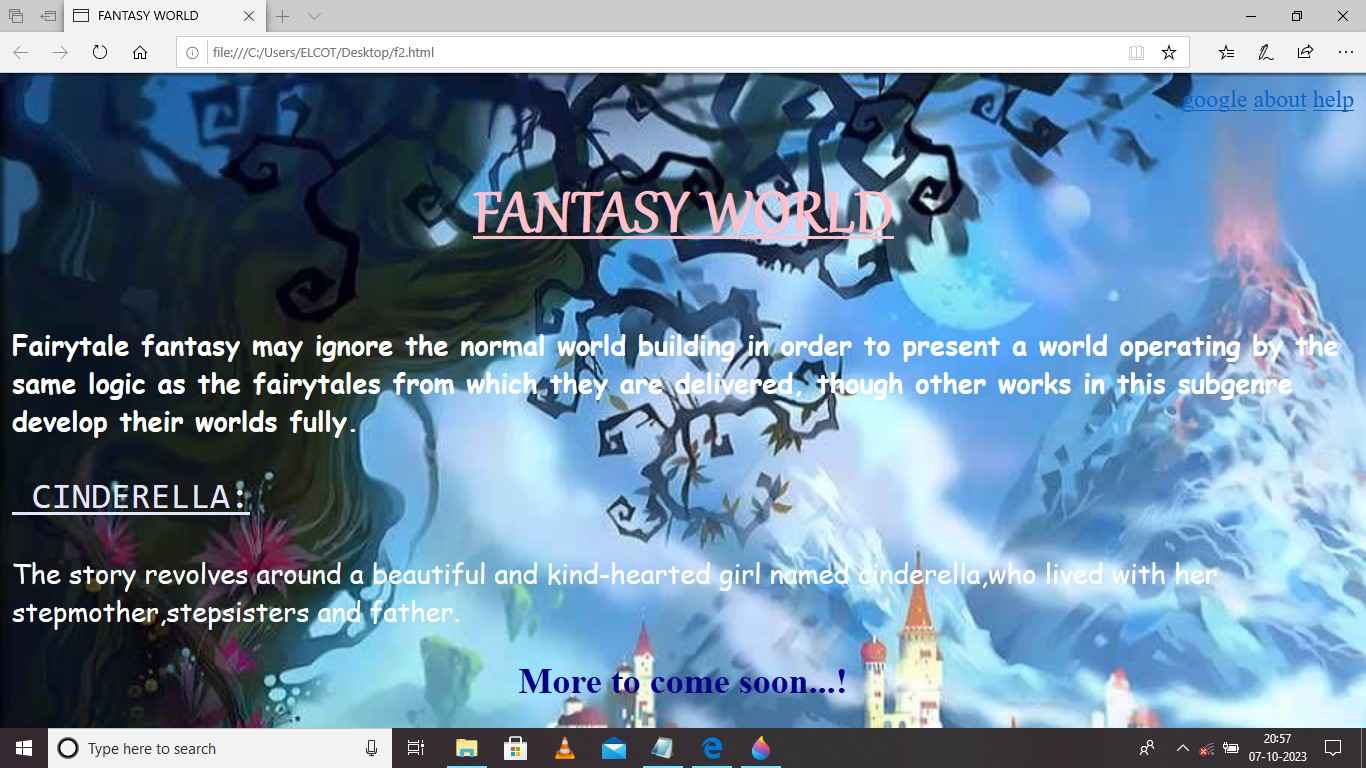 FANTASY WORLD
file:///C:/Users/ELCOT/Desktop/f2.html
google about help
FANTASY WORLD
Fairytale fantasy may ignore the normal world building in order to present a world operating by the
same logic as the fairytales from which they are delivered, though other works in this subgenre
develop their worlds fully.
CINDERELLA:
The story revolves around a beautiful and kind-hearted girl named cinderella,who lived with her
stepmother,stepsisters and father.
More to come soon...!
Type here to search
20:57
07-10-2023